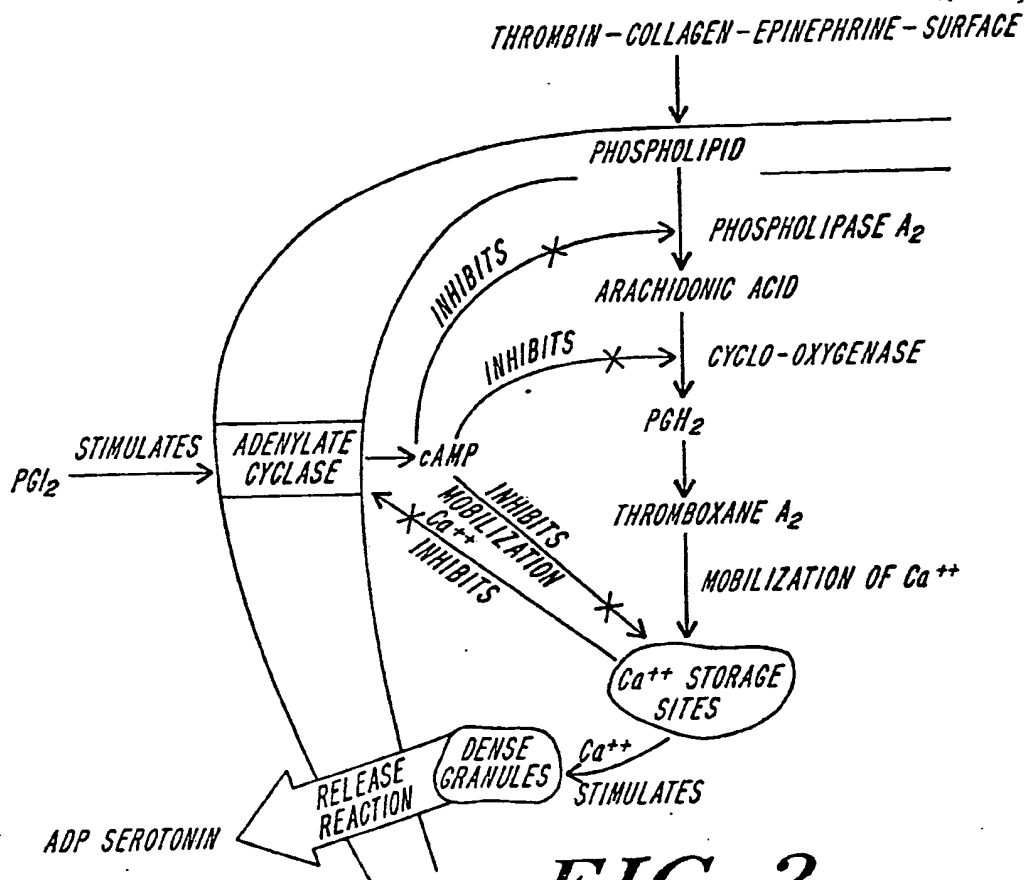 THROMBIN-COLLAGEN-EPINEPHRINE-SURFACE
PHOSPHOLIPID
PHOSPHOLIPASE A2
INHIBITS
ARACHIDONIC ACID
INHIBITS
CYCLO-OXYGENASE
PGH2
STIMULATES
PGI2
ADENYLATE
CYCLASE
cAMP
INHIBITS
MOBILIZATION
Ca++
INHIBITS
THROMBOXANE A2
MOBILIZATION OF Ca++
Ca++ STORAGE
SITES
Ca++
STIMULATES
DENSE
GRANULES
RELEASE
REACTION
ADP SEROTONIN